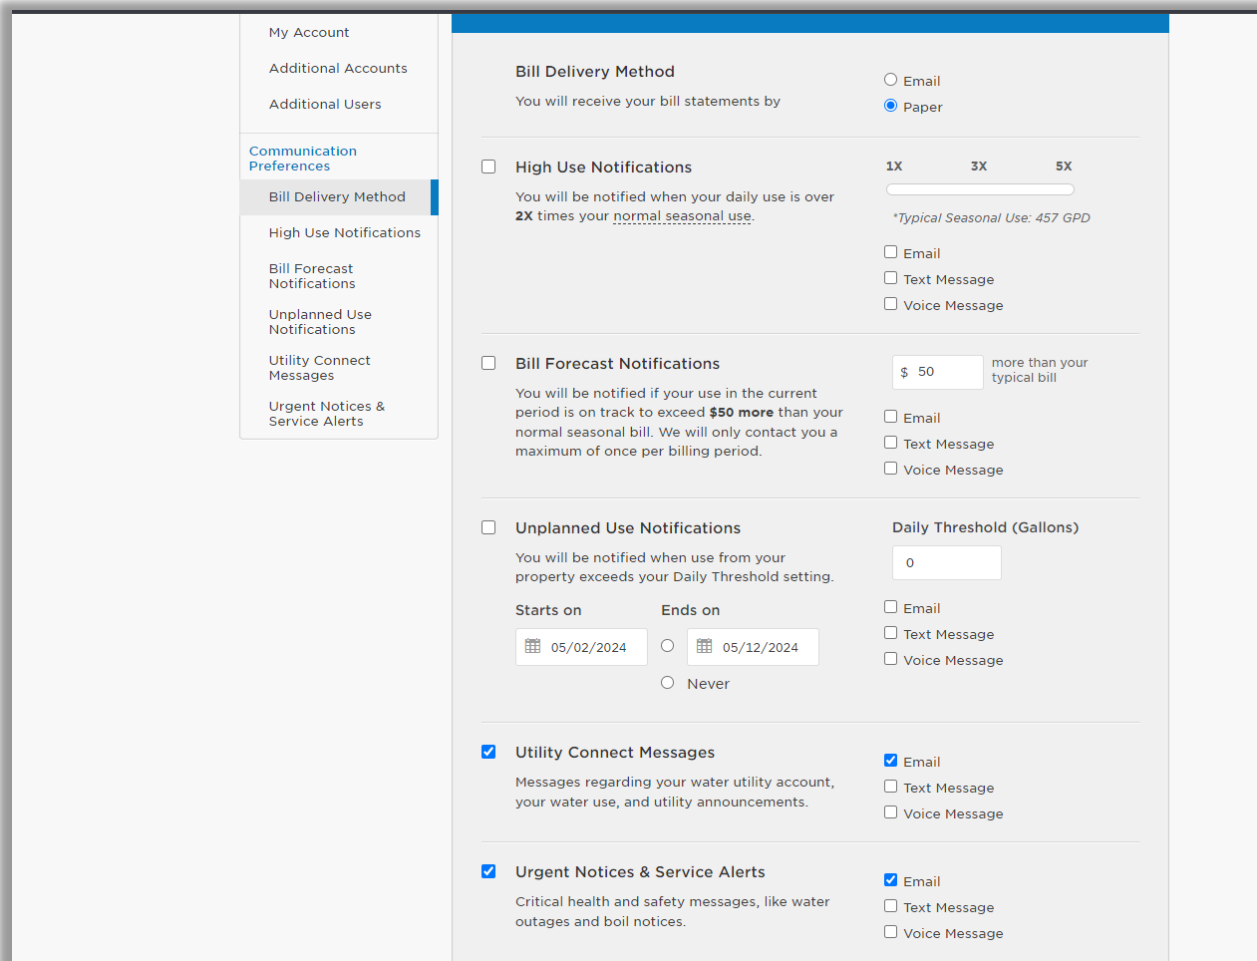 My Account
Additional Accounts
Additional Users
Communication
Preferences
Bill Delivery Method
High Use Notifications
Bill Forecast
Notifications
Unplanned Use
Notifications
Utility Connect
Messages
Urgent Notices &
Service Alerts
Bill Delivery Method
You will receive your bill statements by
Email
Paper
High Use Notifications
You will be notified when your daily use is over
2X times your normal seasonal use.
1X 3X 5X
*Typical Seasonal Use: 457 GPD
Email
Text Message
Voice Message
Bill Forecast Notifications
You will be notified if your use in the current
period is on track to exceed $50 more than your
normal seasonal bill. We will only contact you a
maximum of once per billing period.
$ 50
more than your
typical bill
Email
Text Message
Voice Message
Unplanned Use Notifications
You will be notified when use from your
property exceeds your Daily Threshold setting.
Starts on Ends on
05/02/2024 05/12/2024
Never
Daily Threshold (Gallons)
0
Email
Text Message
Voice Message
Utility Connect Messages
Messages regarding your water utility account,
your water use, and utility announcements.
Email
Text Message
Voice Message
Urgent Notices & Service Alerts
Critical health and safety messages, like water
outages and boil notices.
Email
Text Message
Voice Message